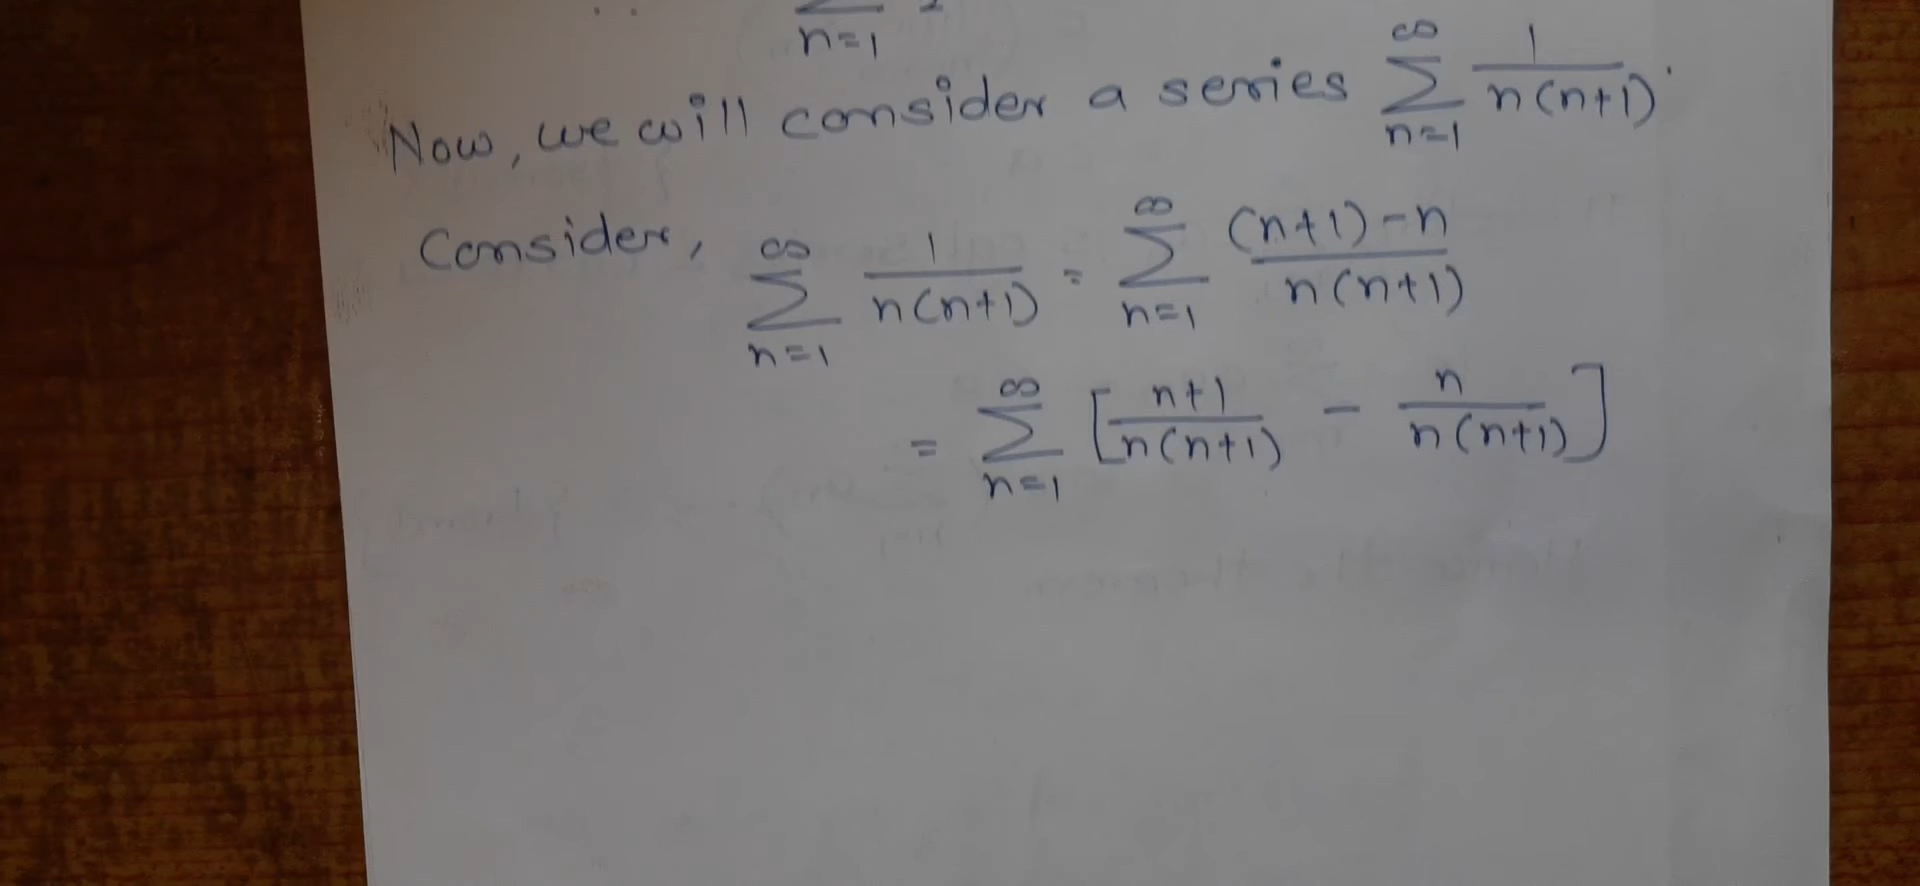 n=1
Now, we will consider a series ∑_{n=1}^{∞} 1/(n(n+1)).
Consider, ∑_{n=1}^{∞} 1/(n(n+1)) = ∑_{n=1}^{∞} ((n+1)-n)/(n(n+1))
= ∑_{n=1}^{∞} [(n+1)/(n(n+1)) - n/(n(n+1))]